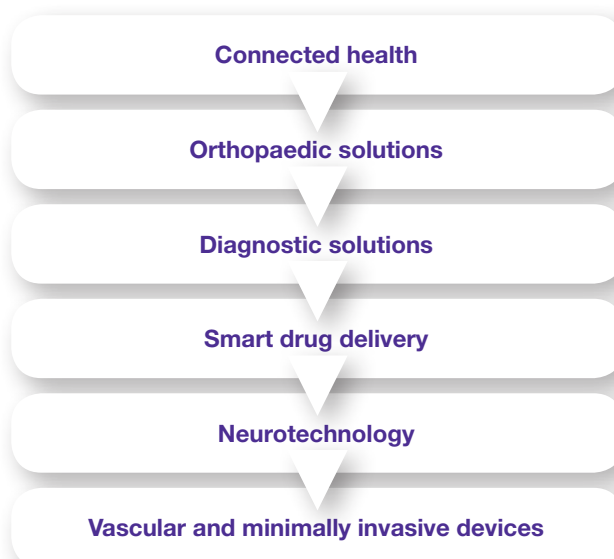 Connected health
Orthopaedic solutions
Diagnostic solutions
Smart drug delivery
Neurotechnology
Vascular and minimally invasive devices